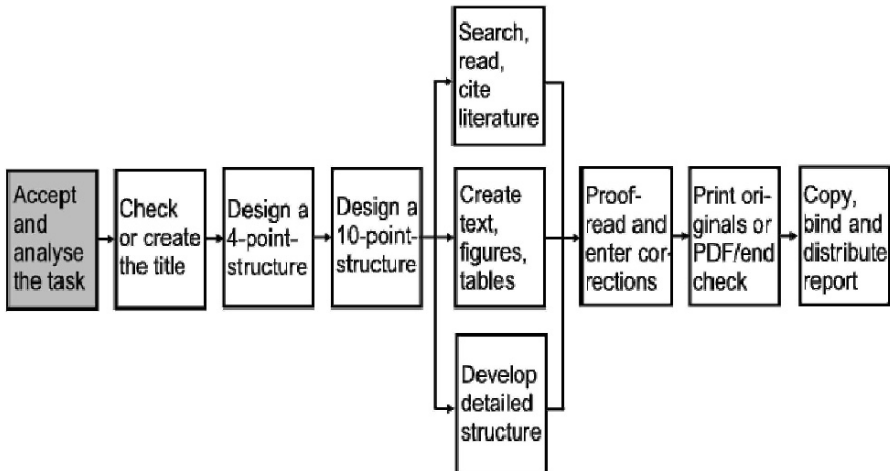 Accept
and
analyse
the task
Check
or create
the title
Design a
4-point-
structure
Design a
10-point-
structure
Search,
read,
cite
literature
Create
text,
figures,
tables
Develop
detailed
structure
Proof-
read and
enter cor-
rections
Print ori-
ginals or
PDF/end
check
Copy,
bind and
distribute
report